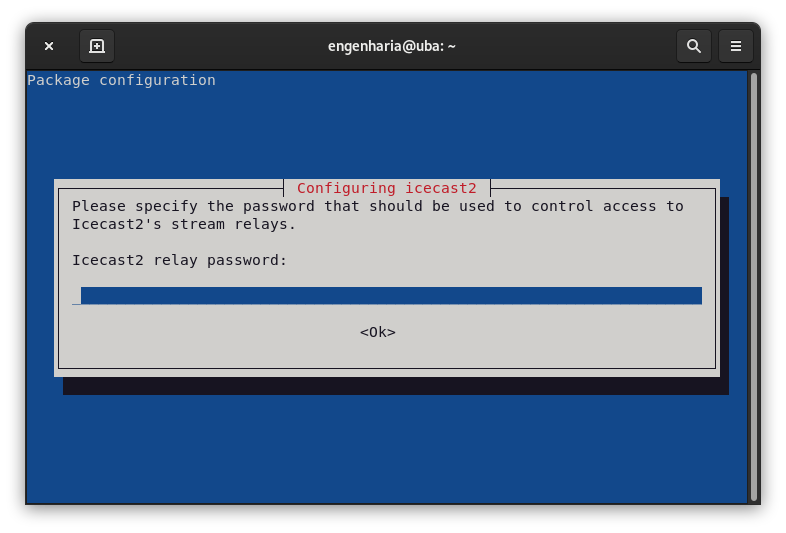 engenharia@uba: ~
Package configuration
Configuring icecast2
Please specify the password that should be used to control access to
Icecast2's stream relays.
Icecast2 relay password:
<Ok>